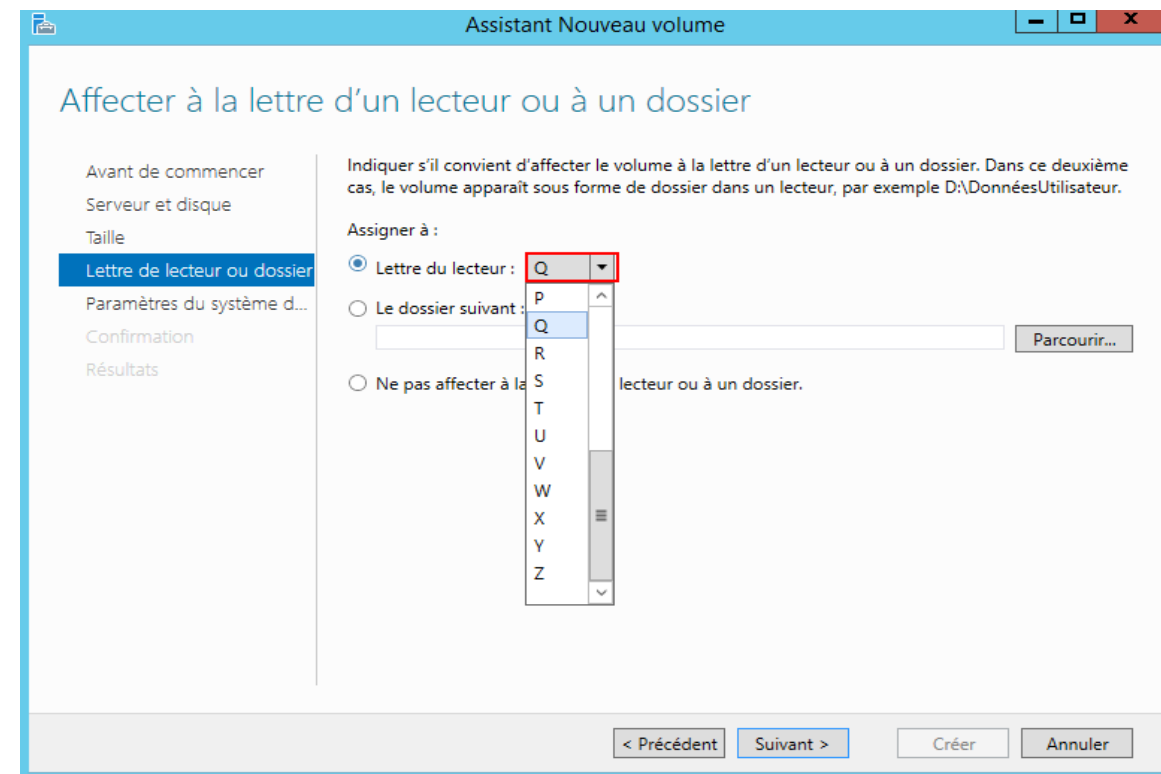 Assistant Nouveau volume
Affecter à la lettre d'un lecteur ou à un dossier
Avant de commencer
Serveur et disque
Taille
Lettre de lecteur ou dossier
Paramètres du système d...
Confirmation
Résultats
Indiquer s'il convient d'affecter le volume à la lettre d'un lecteur ou à un dossier. Dans ce deuxième
cas, le volume apparaît sous forme de dossier dans un lecteur, par exemple D:\DonnéesUtilisateur.
Assigner à :
Lettre du lecteur : Q
Le dossier suivant :
Parcourir...
Ne pas affecter à la lecteur ou à un dossier.
P
Q
R
S
T
U
V
W
X
Y
Z
< Précédent Suivant > Créer Annuler